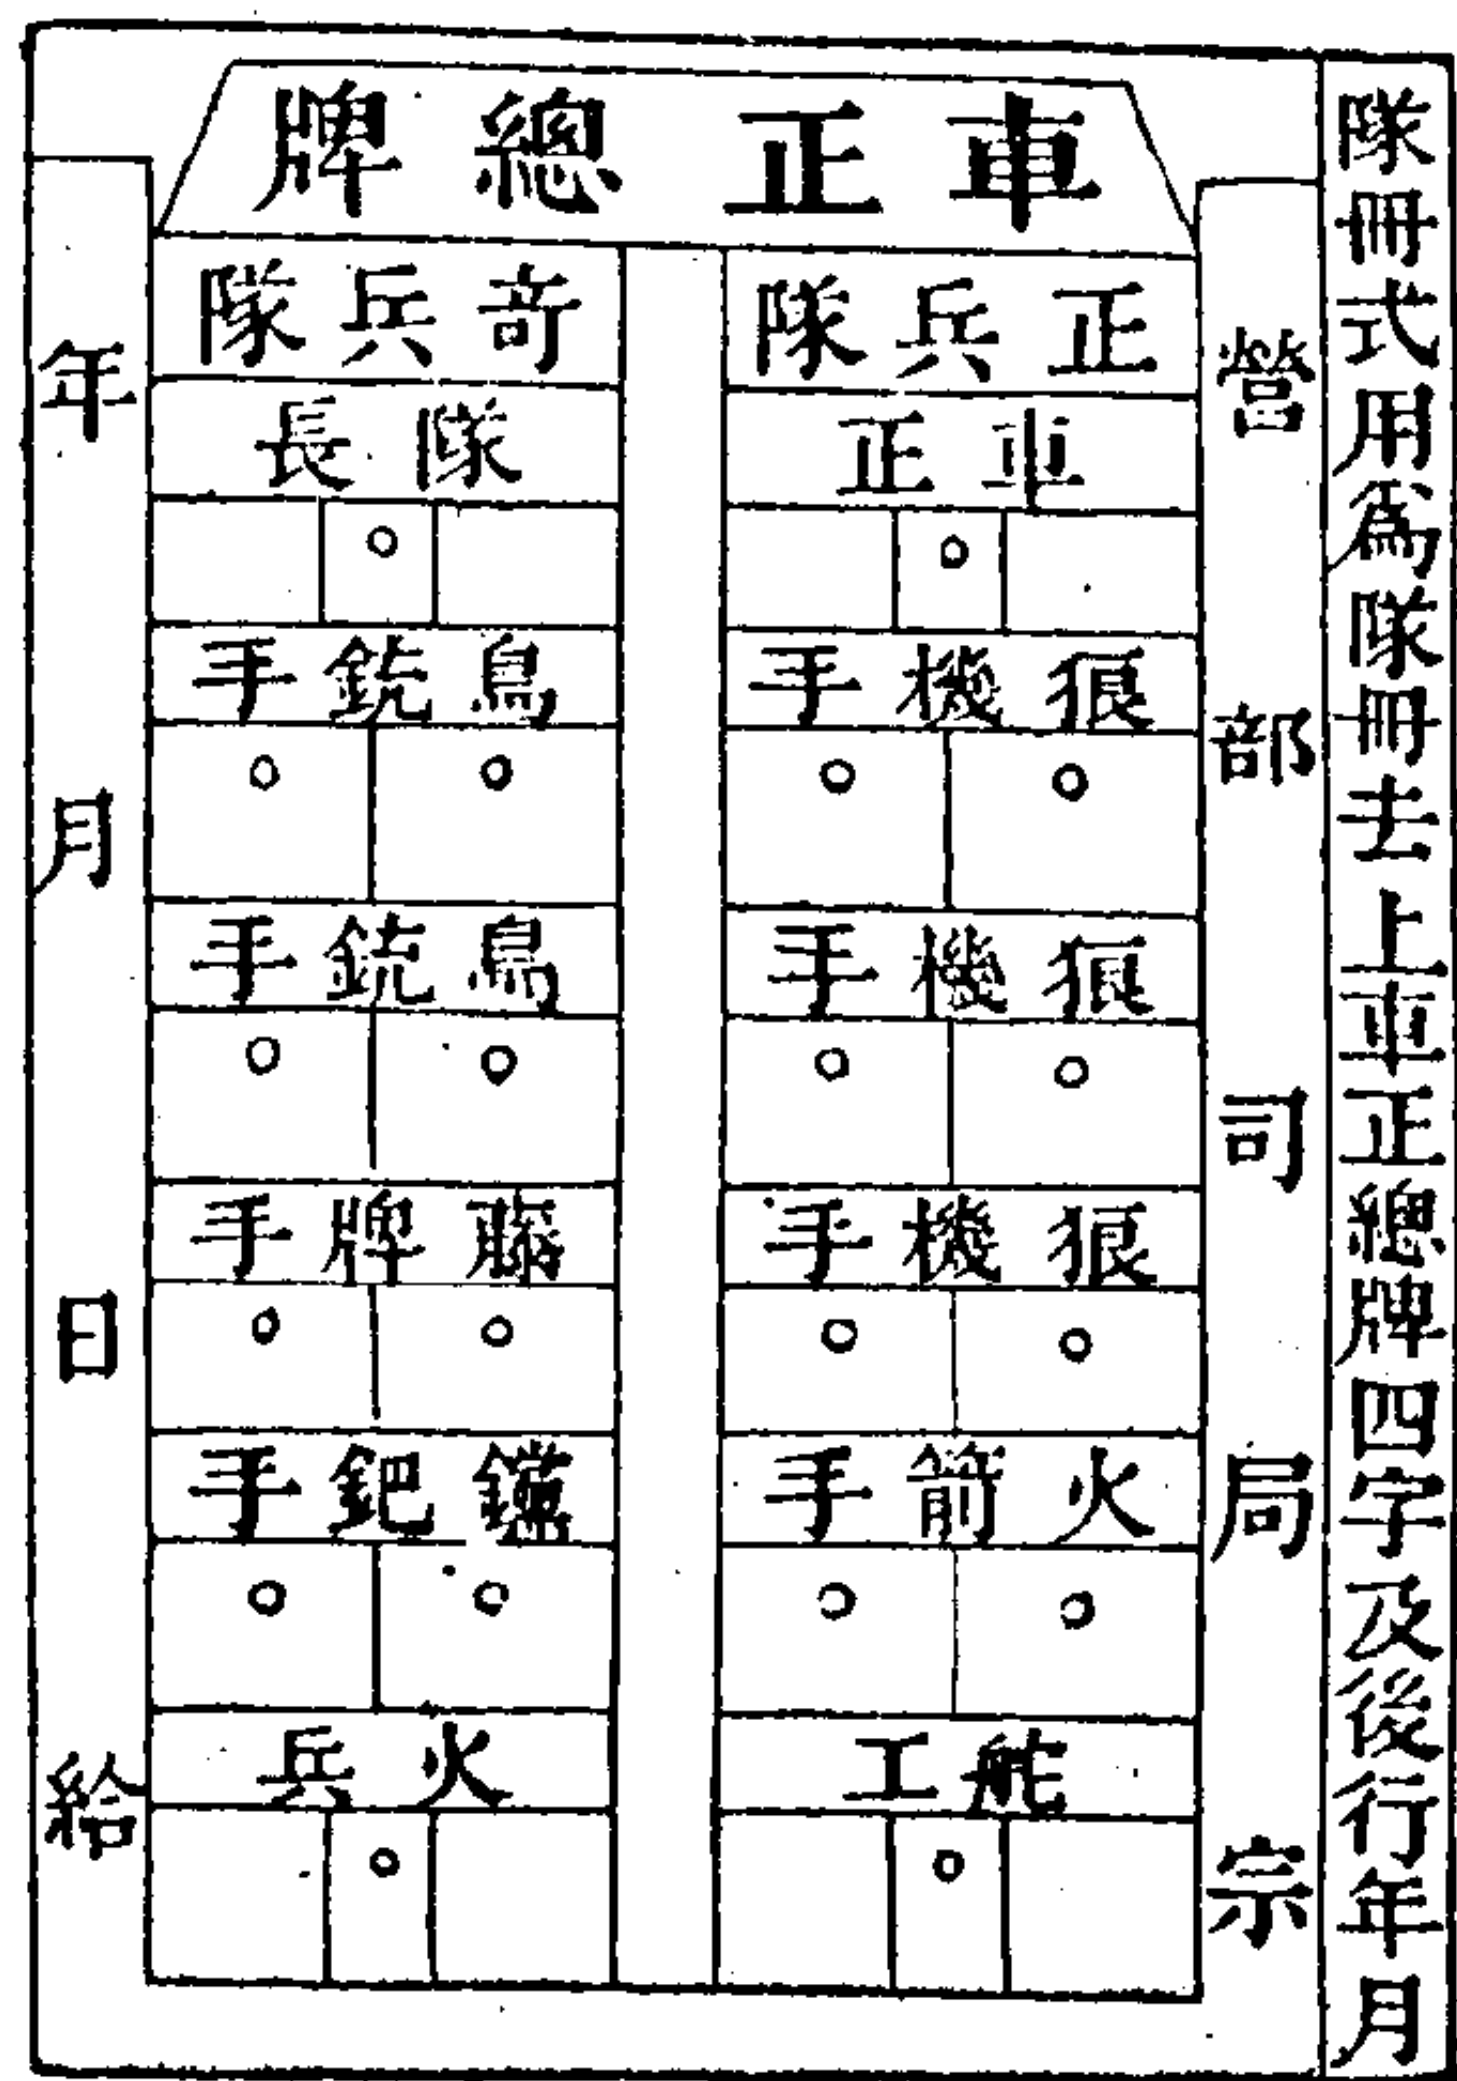 隊冊式用爲隊冊去上車正總牌四字及後行年月
車正總牌
營部司局宗
正兵隊
車正
狼機手
狼機手
狼機手
火箭手
舵工
奇兵隊
隊長
鳥銃手
鳥銃手
藤牌手
钂鈀手
火兵
年月日給